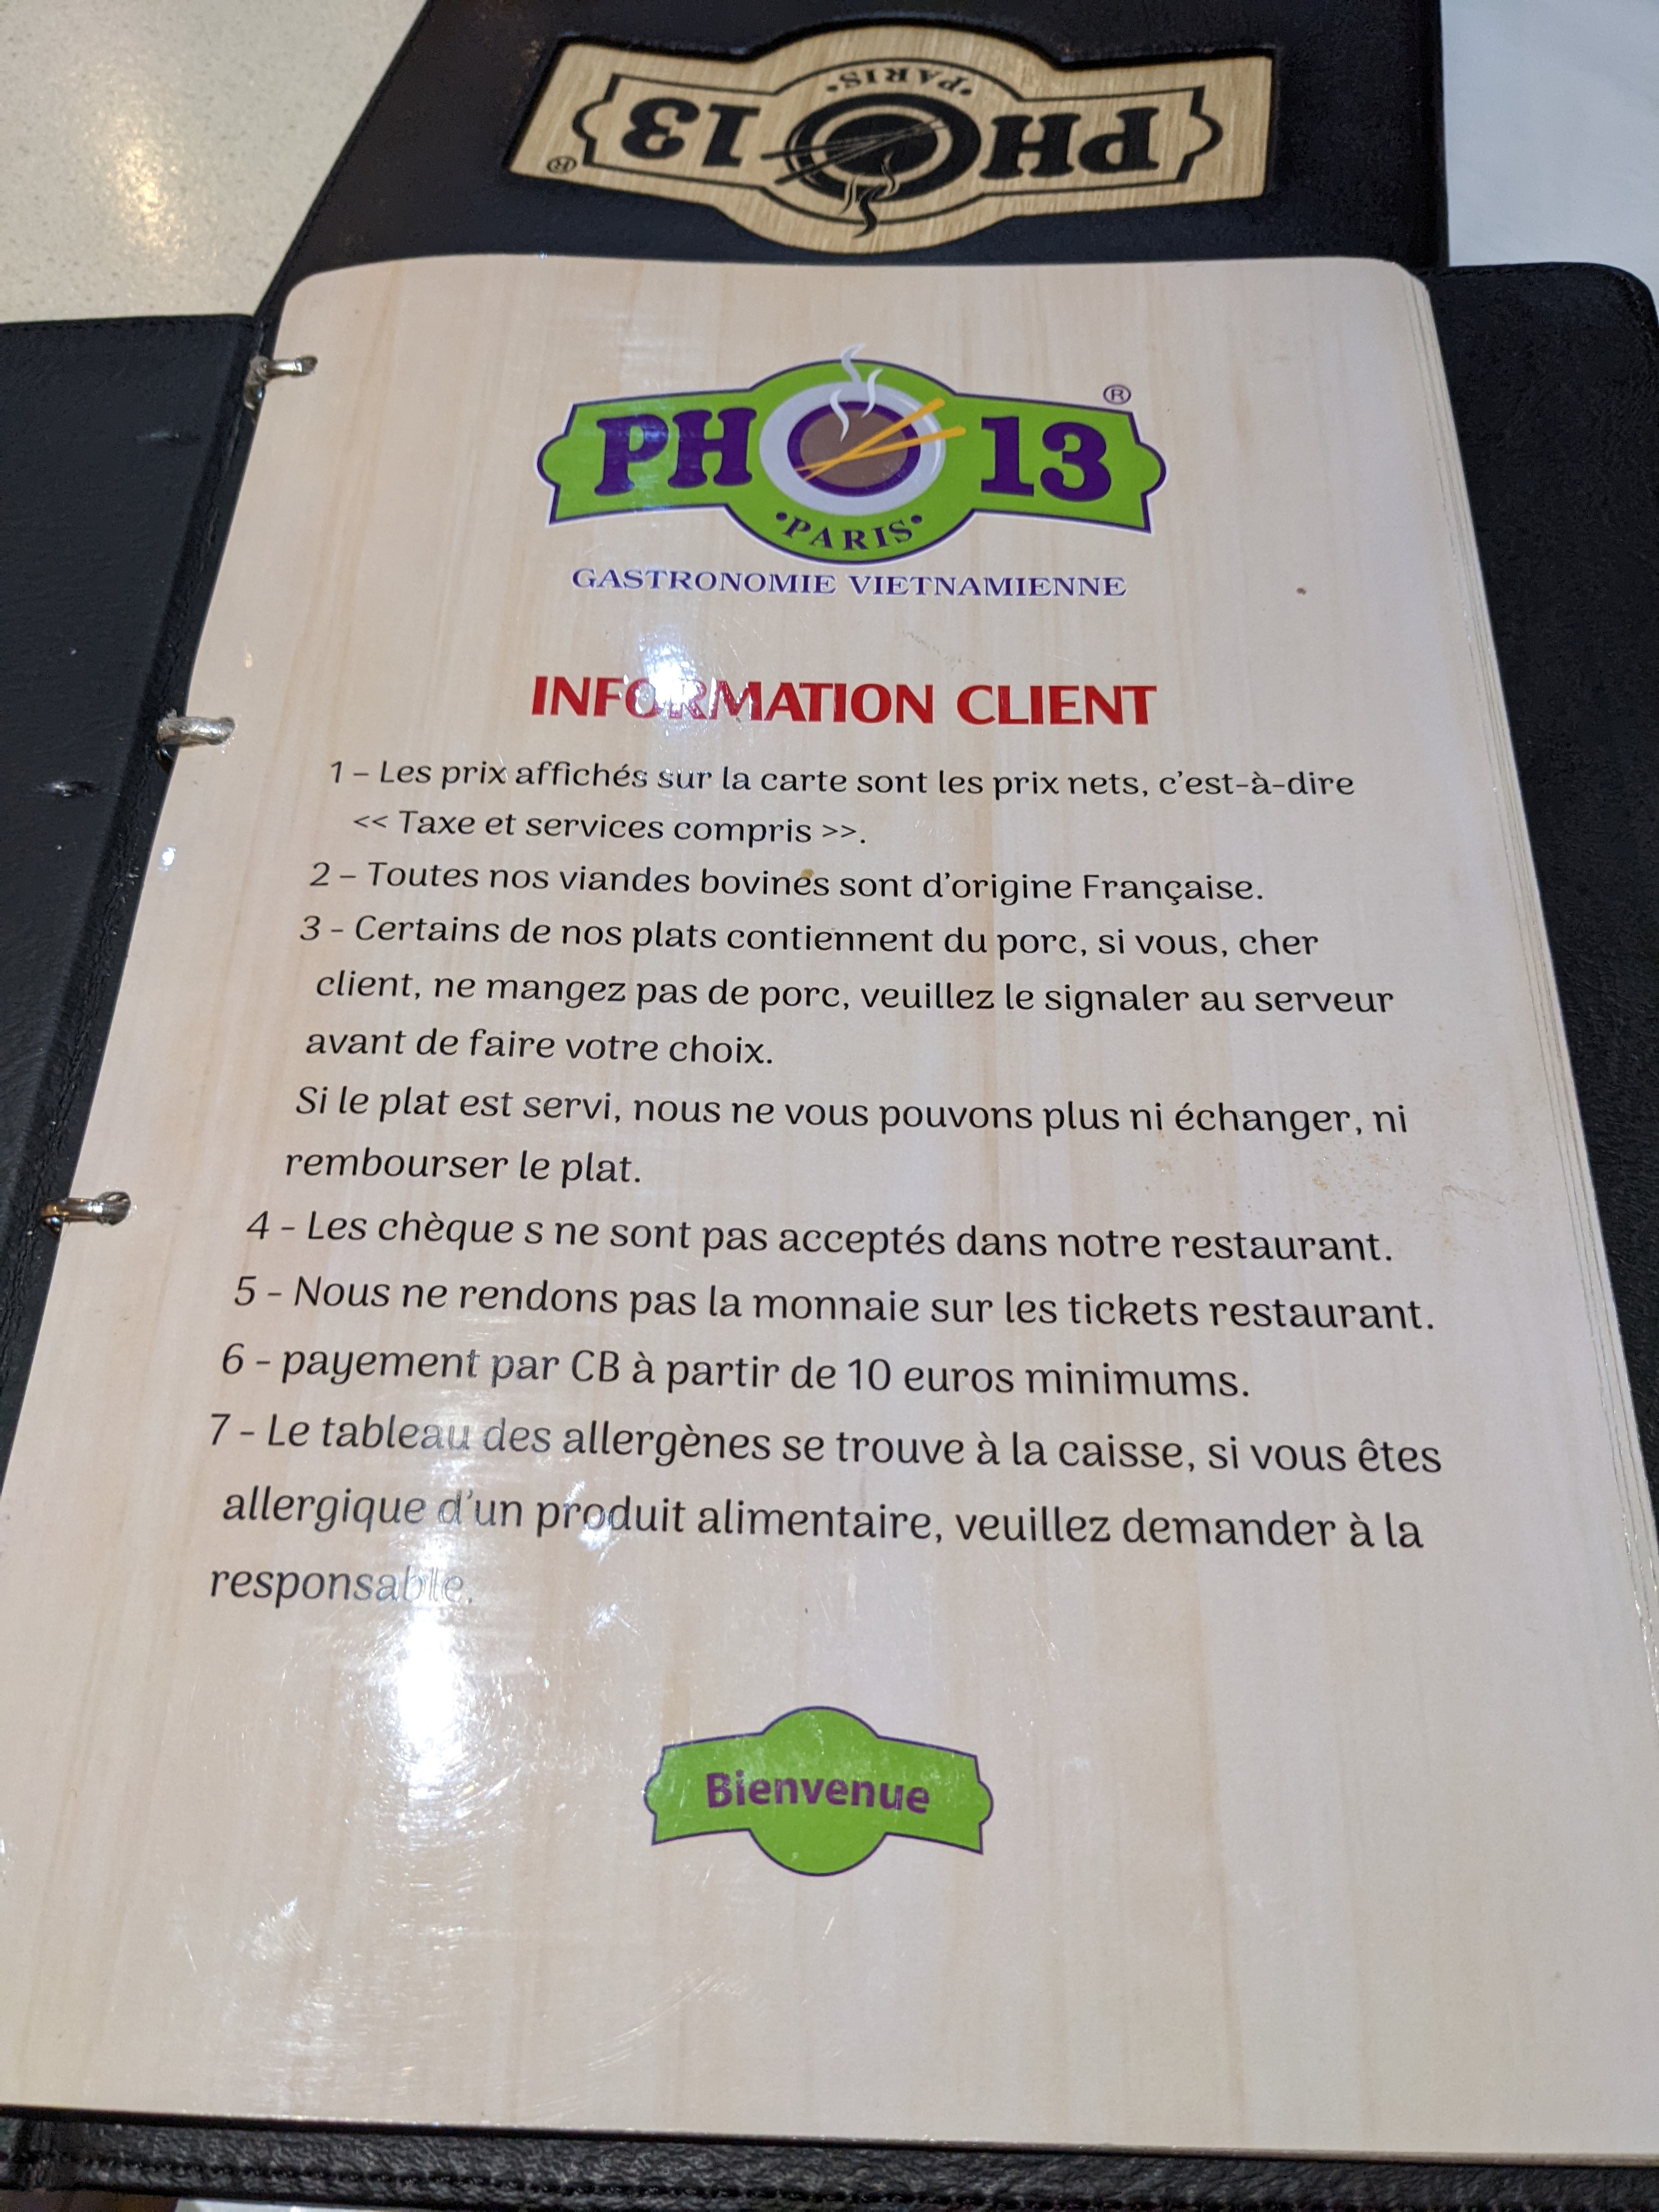 PHO 13
PARIS
®
PHO 13 ®
•PARIS•
GASTRONOMIE VIETNAMIENNE
INFORMATION CLIENT
1 – Les prix affichés sur la carte sont les prix nets, c'est-à-dire
<< Taxe et services compris >>.
2 – Toutes nos viandes bovines sont d'origine Française.
3 - Certains de nos plats contiennent du porc, si vous, cher
client, ne mangez pas de porc, veuillez le signaler au serveur
avant de faire votre choix.
Si le plat est servi, nous ne vous pouvons plus ni échanger, ni
rembourser le plat.
4 - Les chèque s ne sont pas acceptés dans notre restaurant.
5 - Nous ne rendons pas la monnaie sur les tickets restaurant.
6 - payement par CB à partir de 10 euros minimums.
7 - Le tableau des allergènes se trouve à la caisse, si vous êtes
allergique d'un produit alimentaire, veuillez demander à la
responsable.
Bienvenue